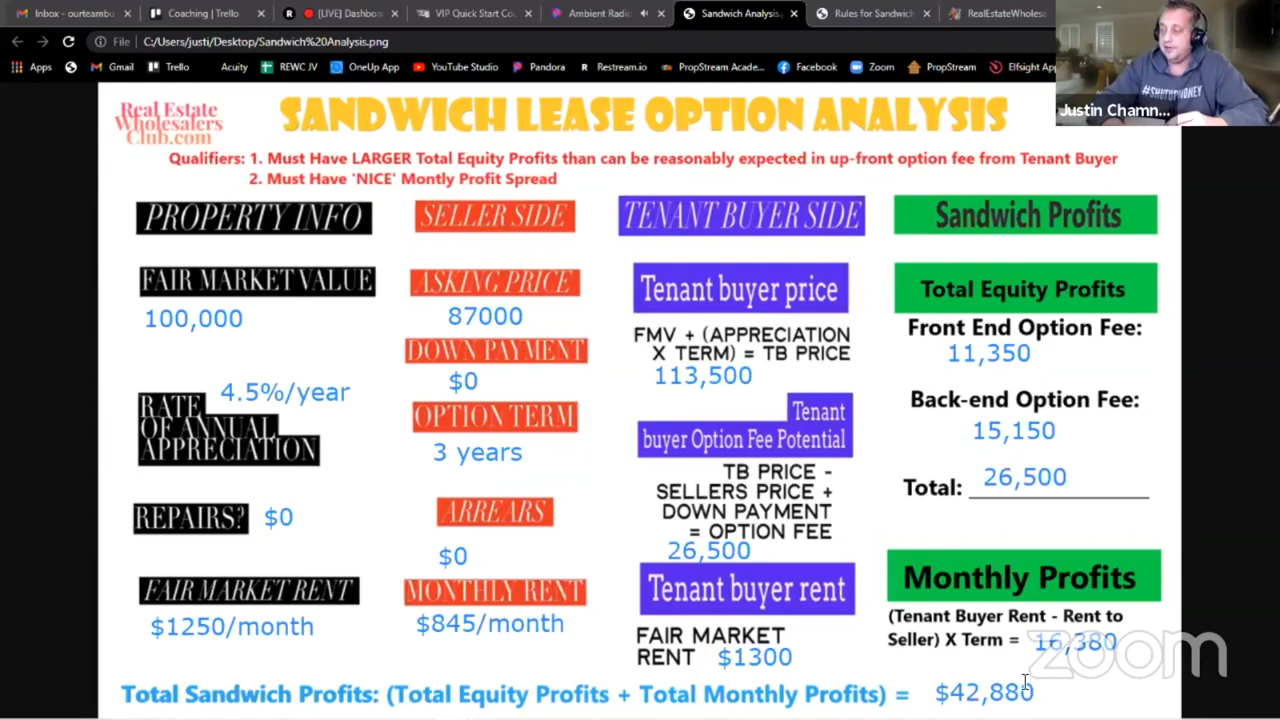 Inbox - ourteambu
Coaching | Trello
[LIVE] Dashbo
VIP Quick Start Co
Ambient Radio
Sandwich Analysis.
Rules for Sandwich
RealEstateWholesa
File
C:/Users/justi/Desktop/Sandwich%20Analysis.png
Apps
Gmail
Trello
Acuity
REWC JV
OneUp App
YouTube Studio
Pandora
Restream.io
PropStream Acade...
Facebook
Zoom
PropStream
Elfsight App
#SHUTUPMONEY
Justin Chamn...
Real Estate
Wholesalers
Club.com
SANDWICH LEASE OPTION ANALYSIS
Qualifiers: 1. Must Have LARGER Total Equity Profits than can be reasonably expected in up-front option fee from Tenant Buyer
2. Must Have 'NICE' Montly Profit Spread
PROPERTY INFO
FAIR MARKET VALUE
100,000
4.5%/year
RATE
OF ANNUAL
APPRECIATION
REPAIRS? $0
FAIR MARKET RENT
$1250/month
SELLER SIDE
ASKING PRICE
87000
DOWN PAYMENT
$0
OPTION TERM
3 years
ARREARS
$0
MONTHLY RENT
$845/month
TENANT BUYER SIDE
Tenant buyer price
FMV + (APPRECIATION
X TERM) = TB PRICE
113,500
Tenant
buyer Option Fee Potential
TB PRICE -
SELLERS PRICE +
DOWN PAYMENT
= OPTION FEE
26,500
Tenant buyer rent
FAIR MARKET
RENT $1300
Sandwich Profits
Total Equity Profits
Front End Option Fee:
11,350
Back-end Option Fee:
15,150
Total: 26,500
Monthly Profits
(Tenant Buyer Rent - Rent to
Seller) X Term = 16,380
zoom
Total Sandwich Profits: (Total Equity Profits + Total Monthly Profits) = $42,880